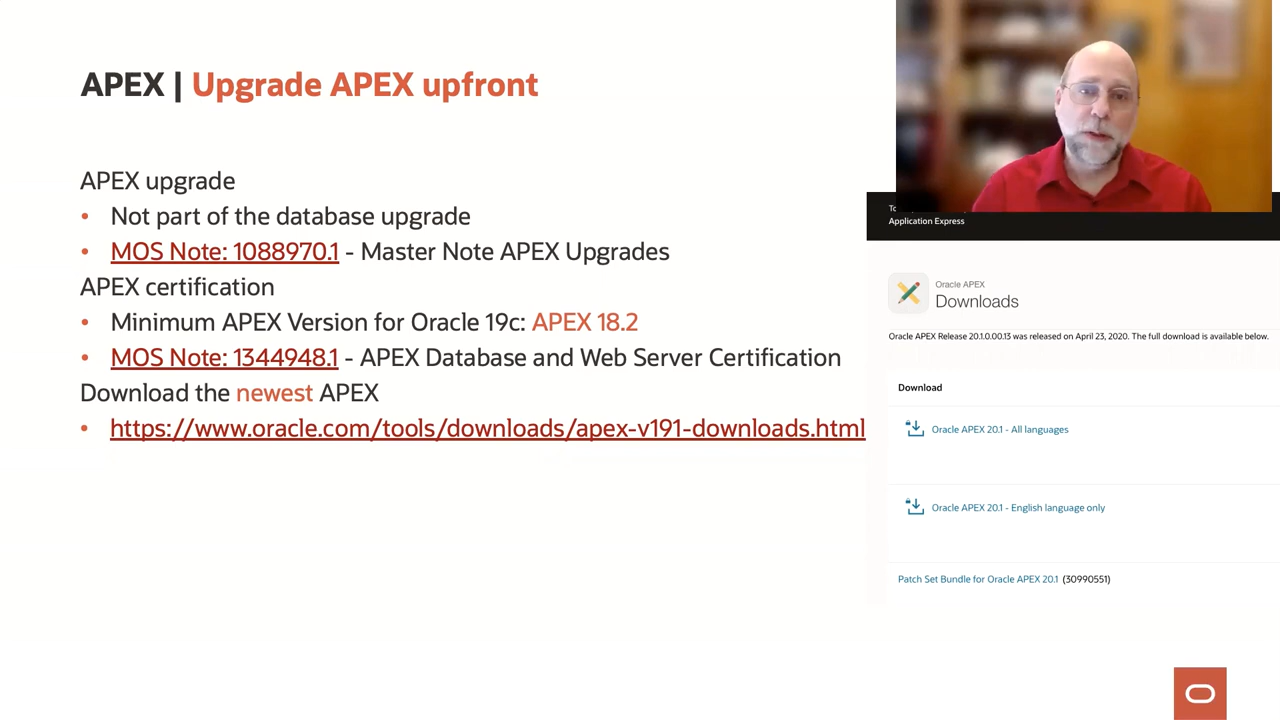 APEX | Upgrade APEX upfront
APEX upgrade
• Not part of the database upgrade
• MOS Note: 1088970.1 - Master Note APEX Upgrades
APEX certification
• Minimum APEX Version for Oracle 19c: APEX 18.2
• MOS Note: 1344948.1 - APEX Database and Web Server Certification
Download the newest APEX
• https://www.oracle.com/tools/downloads/apex-v191-downloads.html
Application Express
Oracle APEX
Downloads
Oracle APEX Release 20.1.0.00.13 was released on April 23, 2020. The full download is available below.
Download
Oracle APEX 20.1 - All languages
Oracle APEX 20.1 - English language only
Patch Set Bundle for Oracle APEX 20.1 (30990551)